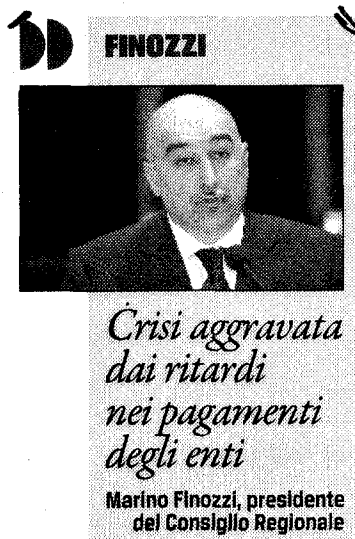 FINOZZI
Crisi aggravata
dai ritardi
nei pagamenti
degli enti
Marino Finozzi, presidente
del Consiglio Regionale